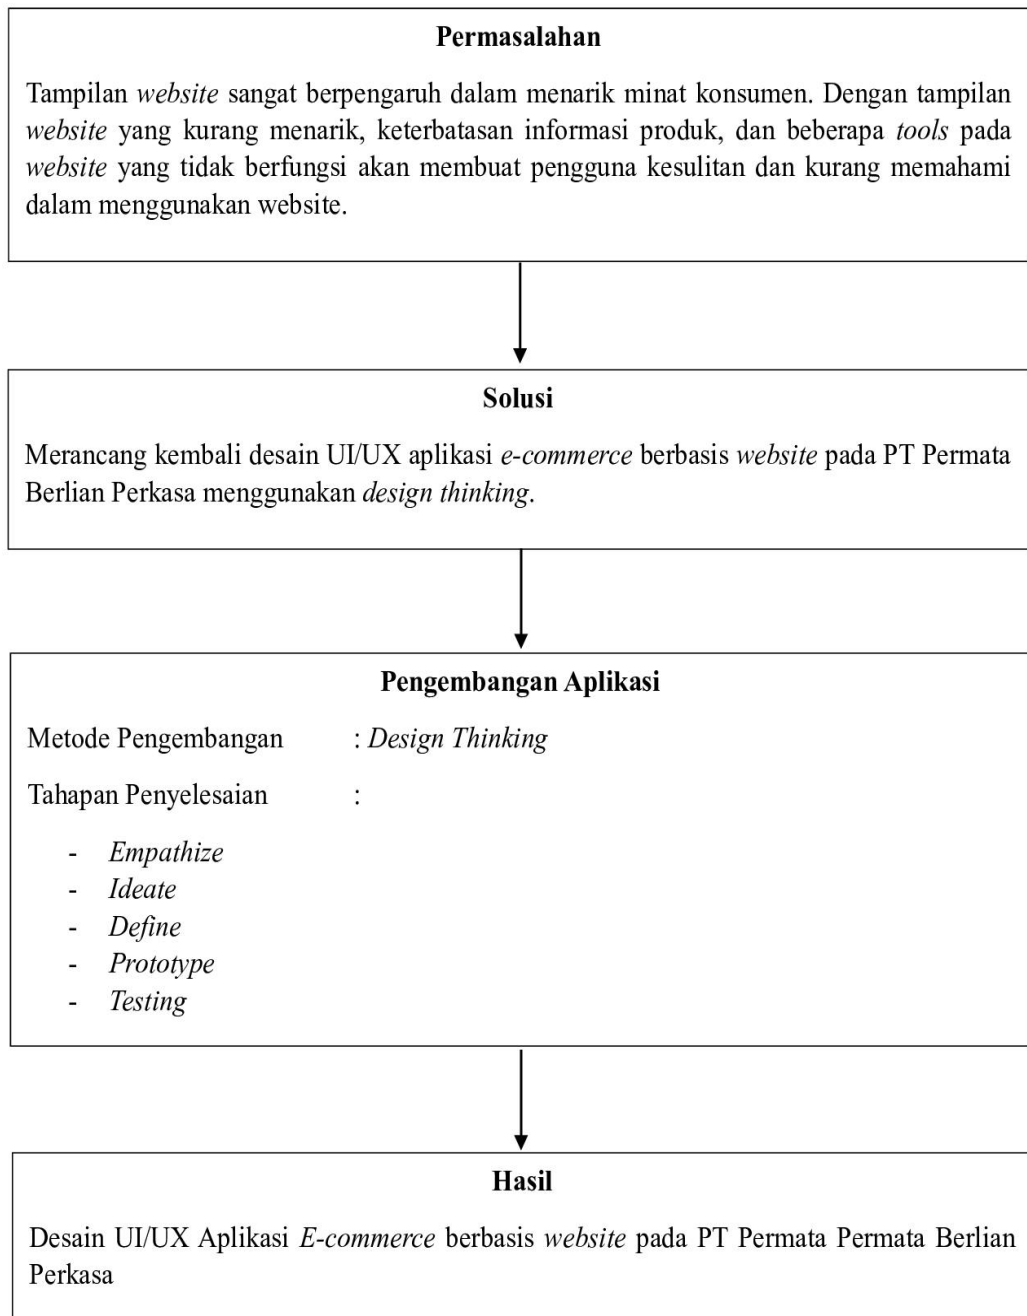 Permasalahan
Tampilan website sangat berpengaruh dalam menarik minat konsumen. Dengan tampilan
website yang kurang menarik, keterbatasan informasi produk, dan beberapa tools pada
website yang tidak berfungsi akan membuat pengguna kesulitan dan kurang memahami
dalam menggunakan website.
Solusi
Merancang kembali desain UI/UX aplikasi e-commerce berbasis website pada PT Permata
Berlian Perkasa menggunakan design thinking.
Pengembangan Aplikasi
Metode Pengembangan : Design Thinking
Tahapan Penyelesaian :
- Empathize
- Ideate
- Define
- Prototype
- Testing
Hasil
Desain UI/UX Aplikasi E-commerce berbasis website pada PT Permata Permata Berlian
Perkasa